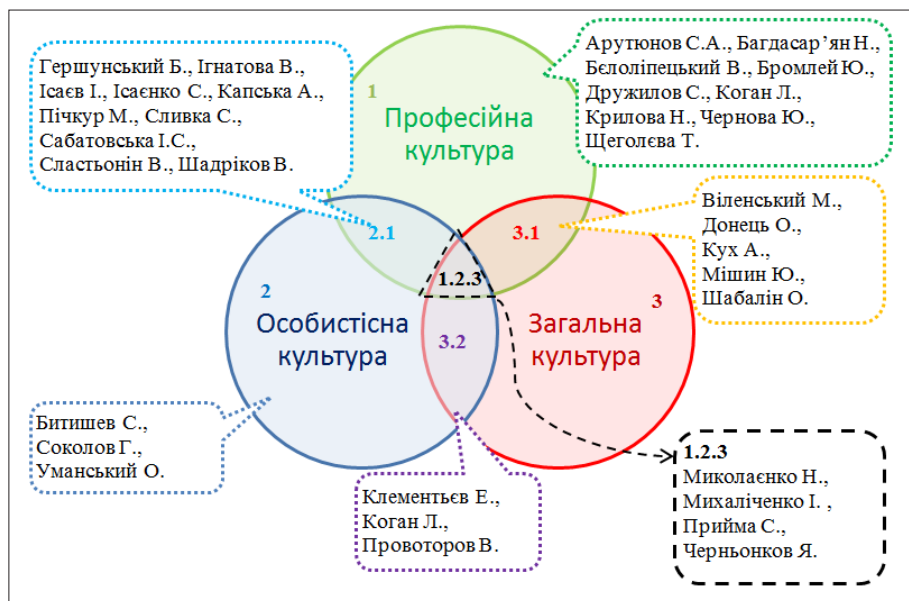 Гершунський Б., Ігнатова В.,
Ісаєв І., Ісаєнко С., Капська А.,
Пічкур М., Сливка С.,
Сабатовська І.С.,
Сластьонін В., Шадріков В.
1
Професійна
культура
Арутюнов С.А., Багдасар’ян Н.,
Бєлоліпецький В., Бромлей Ю.,
Дружилов С., Коган Л.,
Крилова Н., Чернова Ю.,
Щеголєва Т.
Віленський М.,
Донець О.,
Кух А.,
Мішин Ю.,
Шабалін О.
2.1
3.1
1.2.3
2
Особистісна
культура
3.2
3
Загальна
культура
Битишев С.,
Соколов Г.,
Уманський О.
Клементьєв Е.,
Коган Л.,
Провоторов В.
1.2.3
Миколаєнко Н.,
Михаліченко І. ,
Прийма С.,
Черньонков Я.